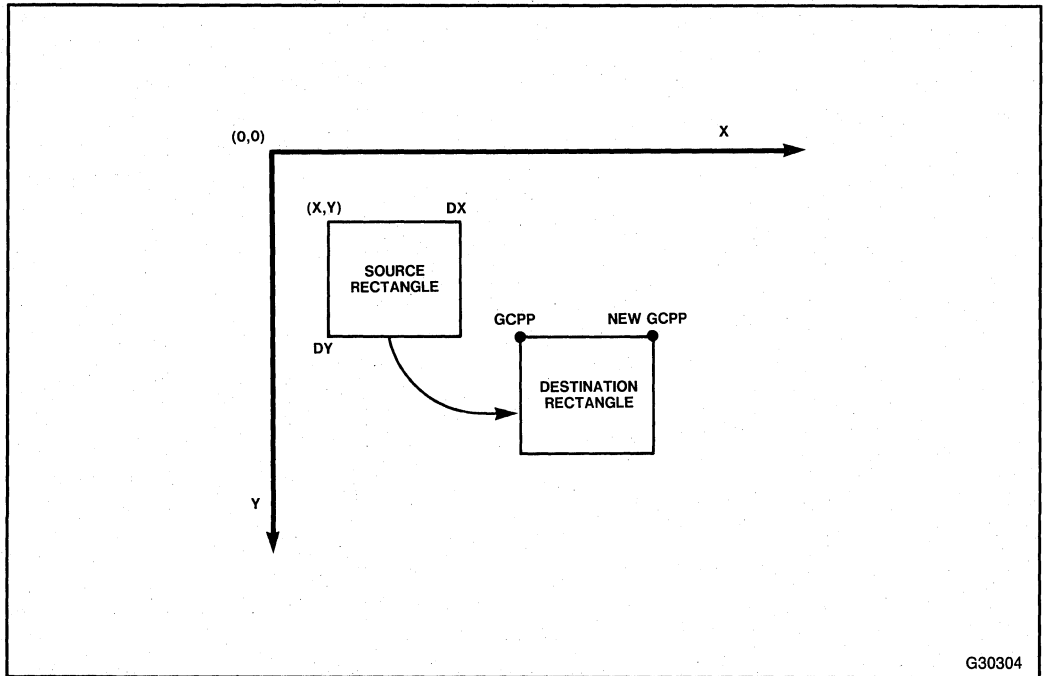 (0,0)
X
(X,Y)
DX
SOURCE
RECTANGLE
DY
GCPP
NEW GCPP
DESTINATION
RECTANGLE
Y
G30304